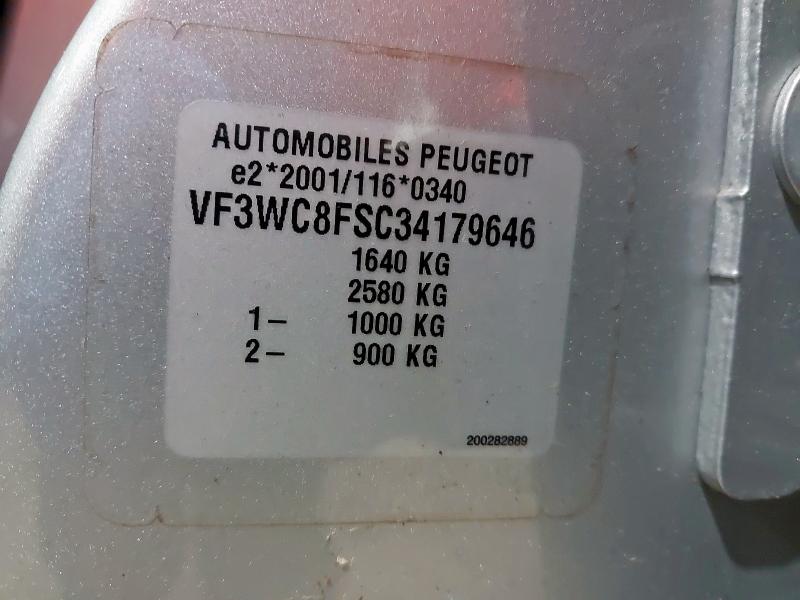 AUTOMOBILES PEUGEOT
e2*2001/116*0340
VF3WC8FSC34179646
1640 KG
2580 KG
1- 1000 KG
2- 900 KG
200282889